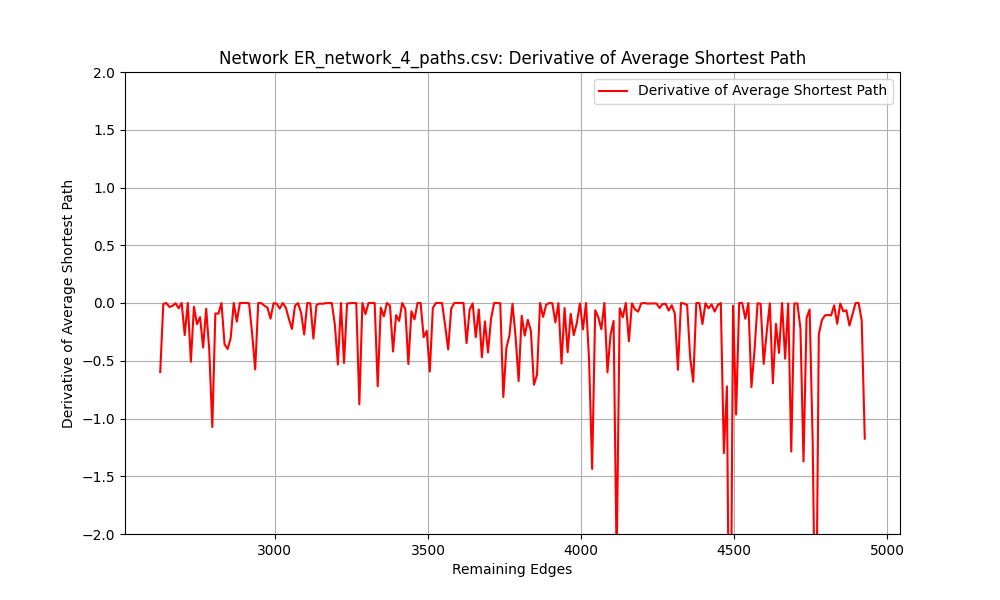 Network ER_network_4_paths.csv: Derivative of Average Shortest Path
Derivative of Average Shortest Path
2.0
1.5
1.0
0.5
0.0
−0.5
−1.0
−1.5
−2.0
Derivative of Average Shortest Path
3000 3500 4000 4500 5000
Remaining Edges